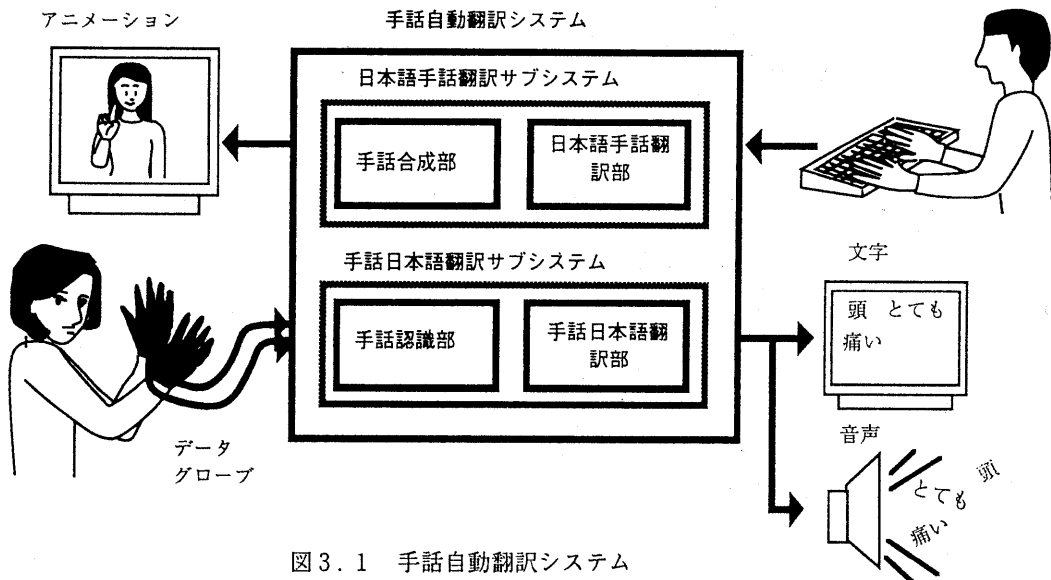 アニメーション
手話自動翻訳システム
日本語手話翻訳サブシステム
手話合成部
日本語手話翻
訳部
手話日本語翻訳サブシステム
手話認識部
手話日本語翻
訳部
データ
グローブ
文字
頭 とても
痛い
音声
頭
とても
痛い
図3.1 手話自動翻訳システム